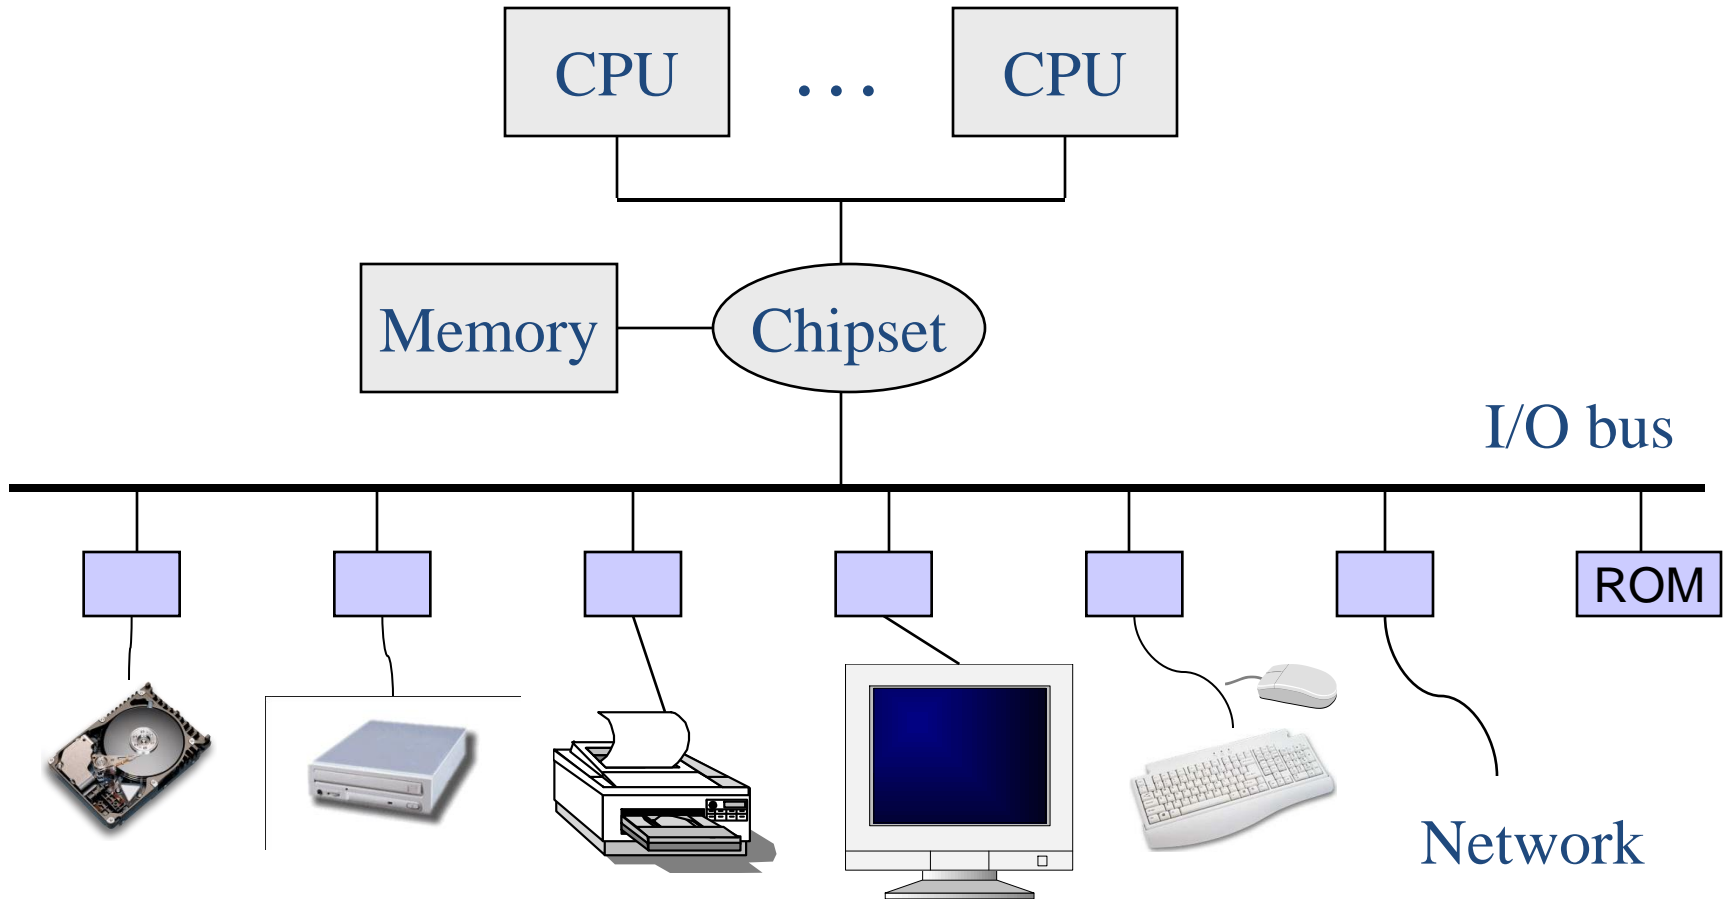 CPU
...
CPU
Memory
Chipset
I/O bus
ROM
Network